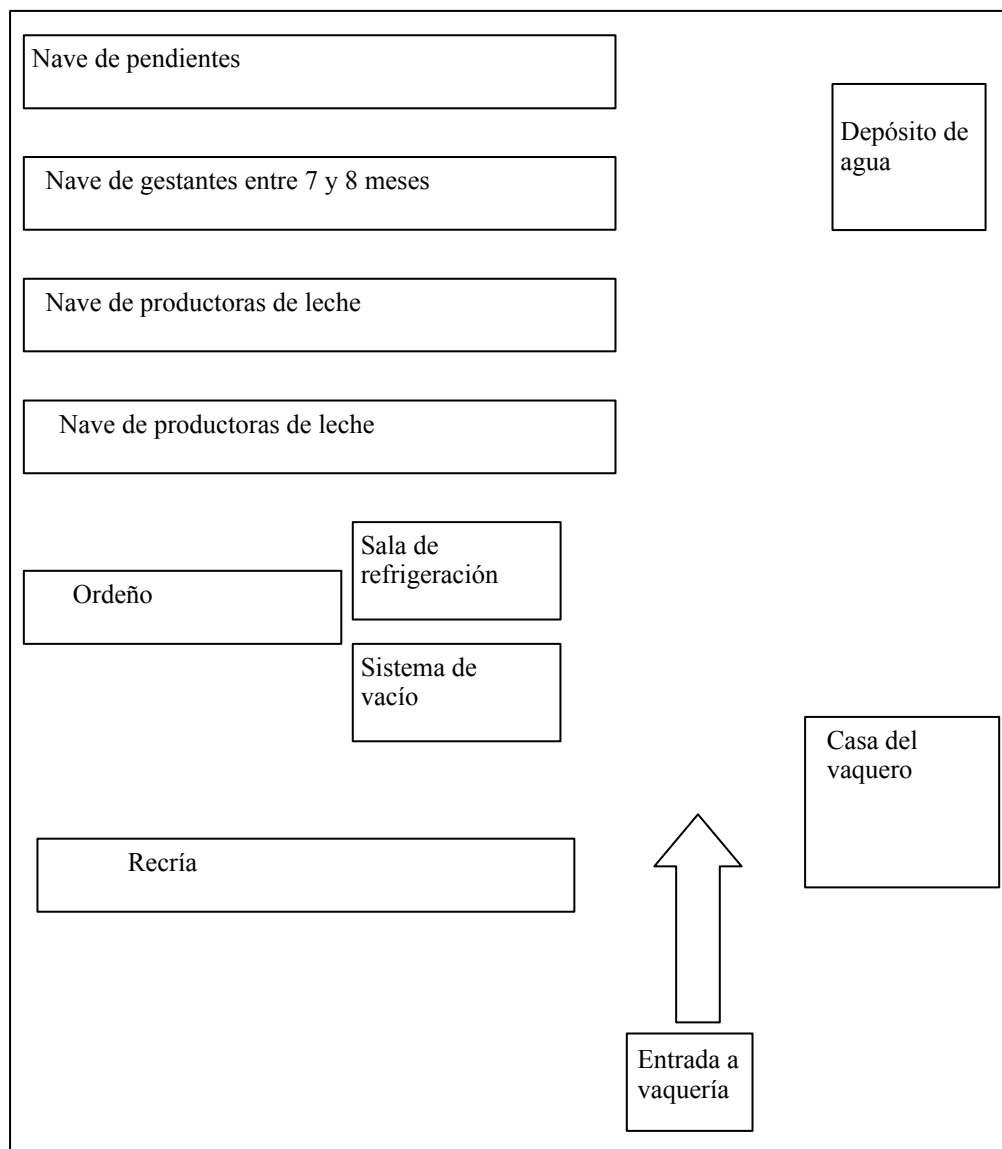 Nave de pendientes
Depósito de
agua
Nave de gestantes entre 7 y 8 meses
Nave de productoras de leche
Nave de productoras de leche
Sala de
refrigeración
Ordeño
Sistema de
vacío
Casa del
vaquero
Recría
Entrada a
vaquería